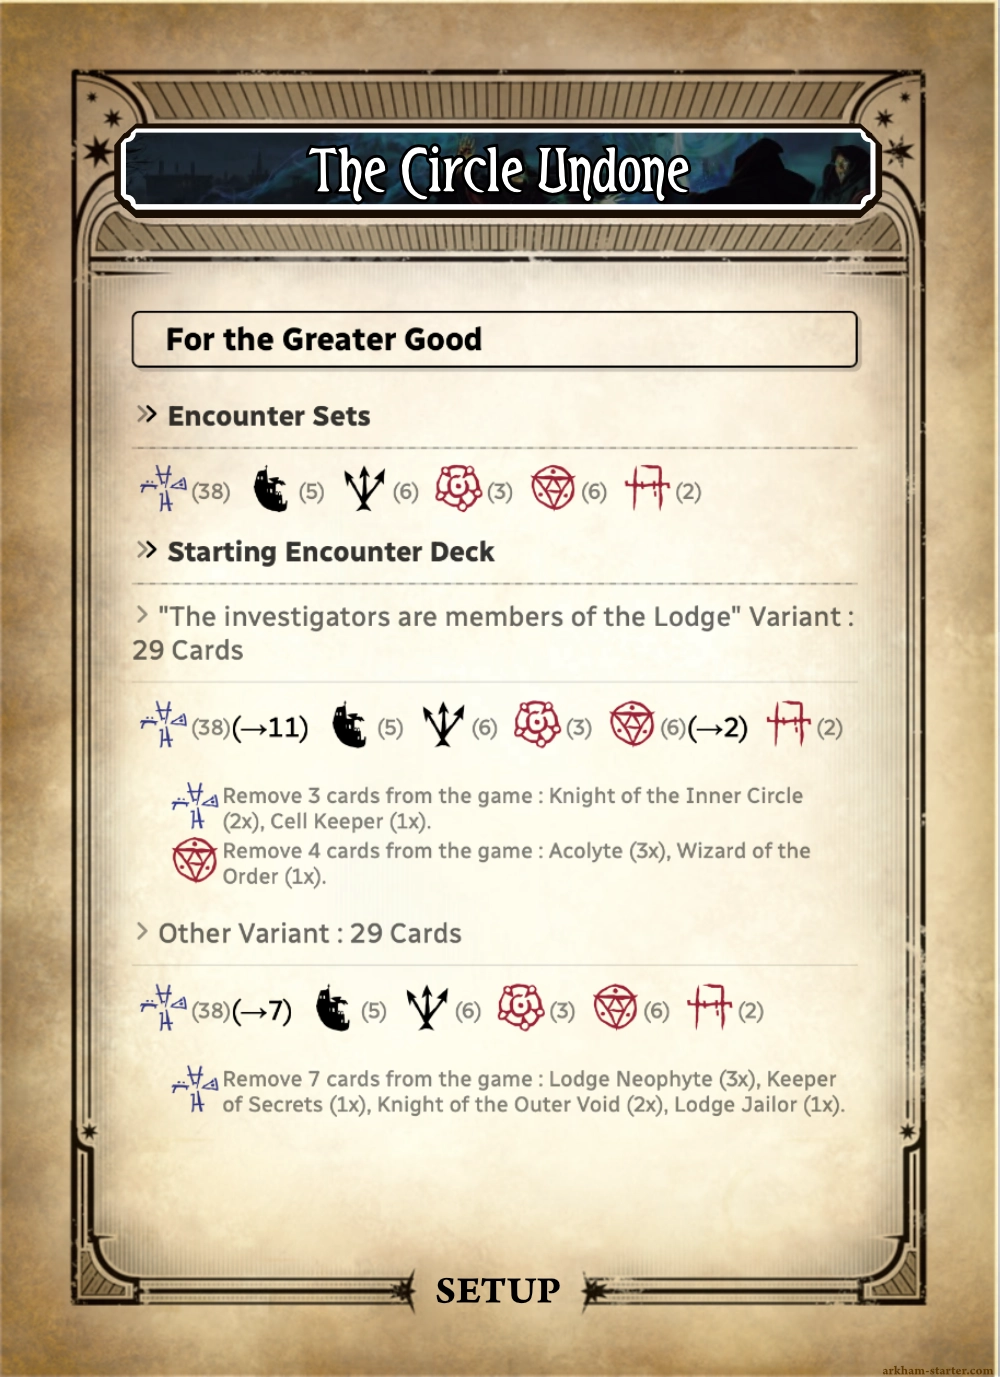 The Circle Undone
For the Greater Good
» Encounter Sets
(38) (5) (6) (3) (6) (2)
» Starting Encounter Deck
> "The investigators are members of the Lodge" Variant :
29 Cards
(38)(→11) (5) (6) (3) (6)(→2) (2)
Remove 3 cards from the game : Knight of the Inner Circle
(2x), Cell Keeper (1x).
Remove 4 cards from the game : Acolyte (3x), Wizard of the
Order (1x).
> Other Variant : 29 Cards
(38)(→7) (5) (6) (3) (6) (2)
Remove 7 cards from the game : Lodge Neophyte (3x), Keeper
of Secrets (1x), Knight of the Outer Void (2x), Lodge Jailor (1x).
SETUP
arkham-starter.com